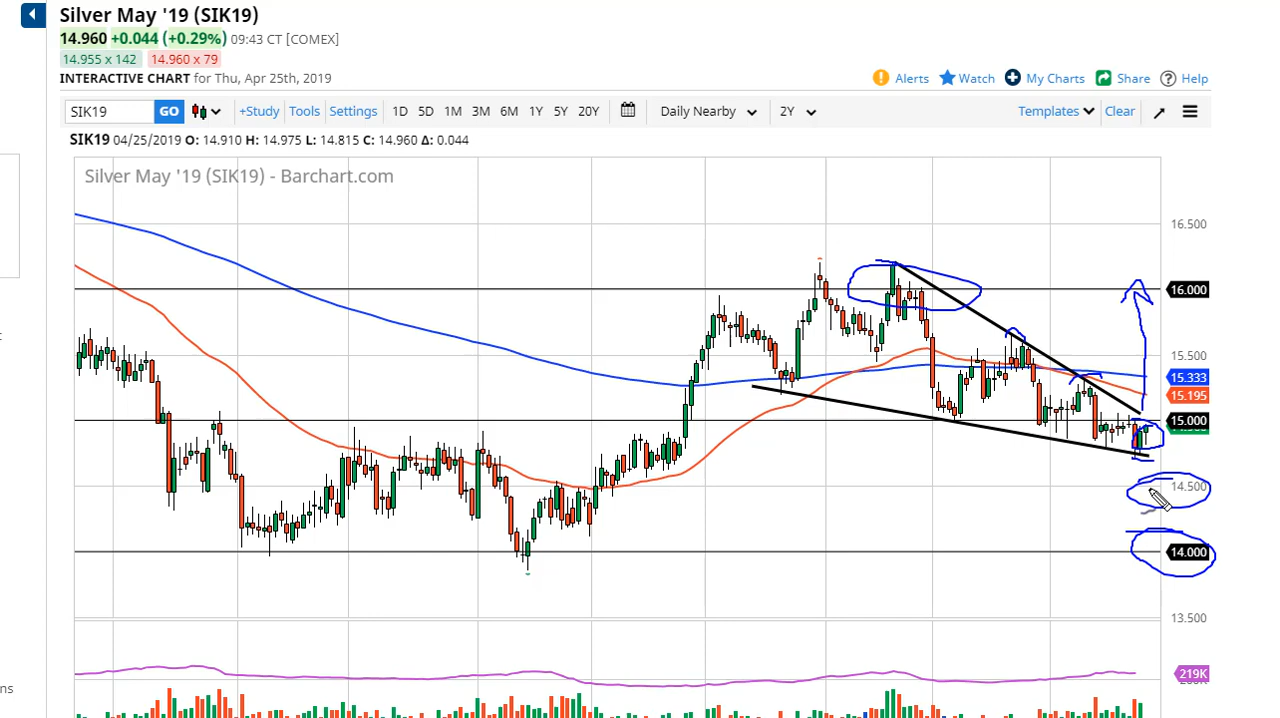 Silver May '19 (SIK19)
14.960 +0.044 (+0.29%) 09:43 CT [COMEX]
14.955 x 142 14.960 x 79
INTERACTIVE CHART for Thu, Apr 25th, 2019
Alerts Watch My Charts Share Help
SIK19 GO +Study Tools Settings 1D 5D 1M 3M 6M 1Y 5Y 20Y Daily Nearby 2Y Templates Clear
SIK19 04/25/2019 O: 14.910 H: 14.975 L: 14.815 C: 14.960 Δ: 0.044
Silver May '19 (SIK19) - Barchart.com
16.500
16.000
15.500
15.333
15.195
15.000
14.500
14.000
13.500
219K
ns